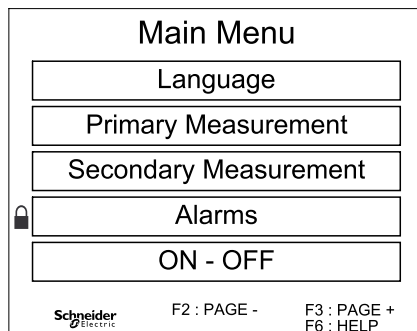 Main Menu
Language
Primary Measurement
Secondary Measurement
Alarms
ON - OFF
Schneider
Electric
F2 : PAGE -
F3 : PAGE +
F6 : HELP